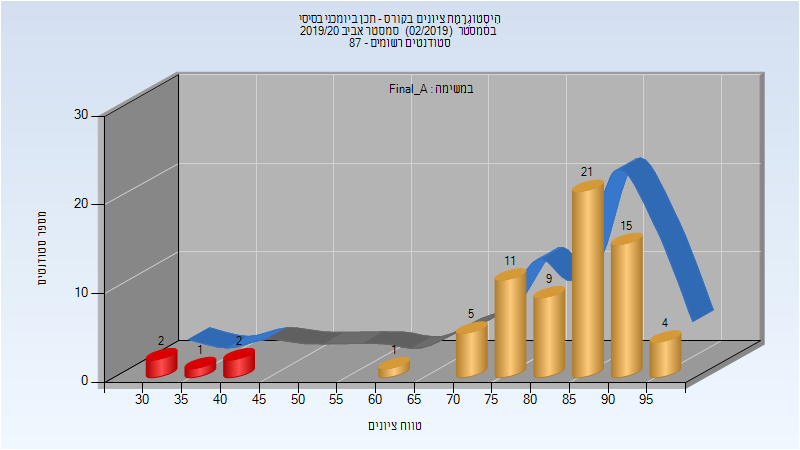 היסטוגרמת ציונים בקורס - תכן ביומכני בסיסי
בסמסטר (02/2019) סמסטר אביב 2019/20
סטודנטים רשומים - 87
במשימה : Final_A
מספר סטודנטים
30
20
10
0
2
1
2
1
5
11
9
21
15
4
30 35 40 45 50 55 60 65 70 75 80 85 90 95
טווח ציונים